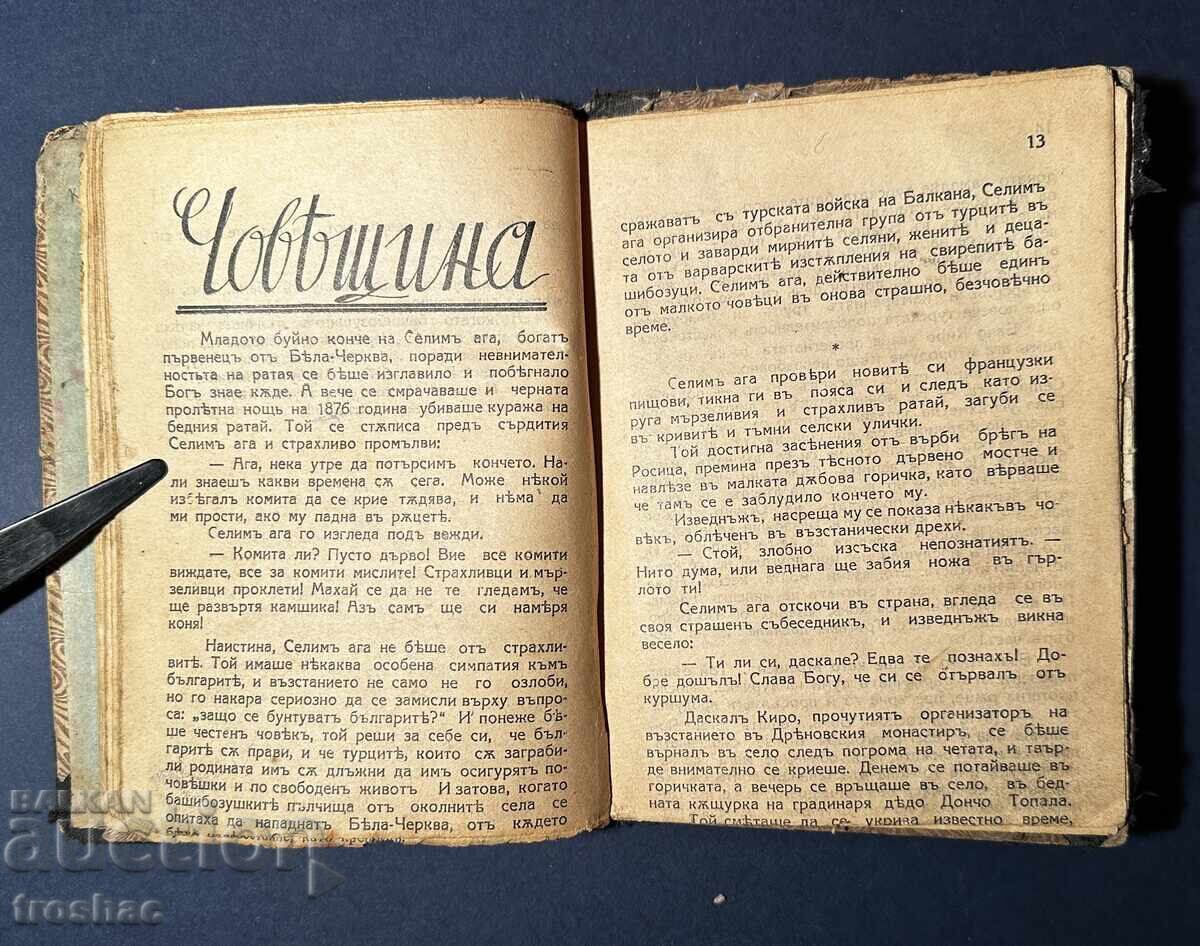 Човѣщина
Младото буйно конче на Селимъ ага, богатъ
първенецъ отъ Бѣла-Черква, поради невнимател-
ностьта на ратая се бѣше изглавило и побѣгнало
Богъ знае кѫде. А вече се смрачаваше и черната
пролѣтна нощь на 1876 година убиваше куража на
бедния ратай. Той се стѫписа предъ сърдития
Селимъ ага и страхливо промълви:
— Ага, нека утре да потърсимъ кончето. На-
ли знаешъ какви времена сѫ сега. Може нѣкой
избѣгалъ комита да се крие тѫдява, и нѣма да
ми прости, ако му падна въ рѫцетѣ.
Селимъ ага го изгледа подъ вежди.
— Комита ли? Пусто дърво! Вие все комити
виждате, все за комити мислите! Страхливци и мър-
зеливци проклети! Махай се да не те гледамъ, че
ще развъртя камшика! Азъ самъ ще си намѣря
коня!
Наистина, Селимъ ага не бѣше отъ страхли-
витѣ. Той имаше нѣкаква особена симпатия къмъ
българитѣ, и възстанието не само не го озлоби,
но го накара сериозно да се замисли върху въпро-
са: „защо се бунтуватъ българитѣ?“ И понеже бѣ-
ше честенъ човѣкъ, той реши за себе си, че бъл-
гаритѣ сѫ прави, и че турцитѣ, които сѫ заграби-
ли родината имъ сѫ длъжни да имъ осигурятъ по-
човѣшки и по свободенъ животъ И затова, когато
башибозушкитѣ пълчища отъ околнитѣ села се
опитаха да нападнатъ Бѣла-Черква, отъ кѫдето
13
сражаватъ съ турската войска на Балкана, Селимъ
ага организира отбранителна група отъ турцитѣ въ
селото и заварди мирнитѣ селяни, женитѣ и деца-
та отъ варварскитѣ изстѫпления на свирепитѣ ба-
шибозуци. Селимъ ага, действително бѣше единъ
отъ малкото човѣци въ онова страшно, безчовѣчно
време.
*
Селимъ ага провѣри новитѣ си французки
пищови, тикна ги въ пояса си и следъ като из-
руга мързеливия и страхливъ ратай, загуби се
въ кривитѣ и тъмни селски улички.
Той достигна засѣнения отъ върби брѣгъ на
Росица, премина презъ тѣсното дървено мостче и
навлѣзе въ малката дѫбова горичка, като вѣрваше
че тамъ се е заблудило кончето му.
Изведнъжъ, насреща му се показа нѣкакъвъ чо-
вѣкъ, облѣченъ въ възстанически дрехи.
— Стой, злобно изсъска непознатиятъ. —
Нито дума, или веднага ще забия ножа въ гър-
лото ти!
Селимъ ага отскочи въ страна, вгледа се въ
своя страшенъ събеседникъ, и изведнъжъ викна
весело:
— Ти ли си, даскале? Едва те познахъ! До-
бре дошълъ! Слава Богу, че си се отървалъ отъ
куршума.
Даскалъ Киро, прочутиятъ организаторъ на
възстанието въ Дрѣновския монастиръ, се бѣше
върналъ въ село следъ погрома на четата, и твър-
де внимателно се криеше. Денемъ се потайваше въ
горичката, а вечерь се връщаше въ село, въ бед-
ната кѫщурка на градинаря дѣдо Дончо Топала.
Той смѣташе да се укрива известно време,
BALKAN
auction
troshac